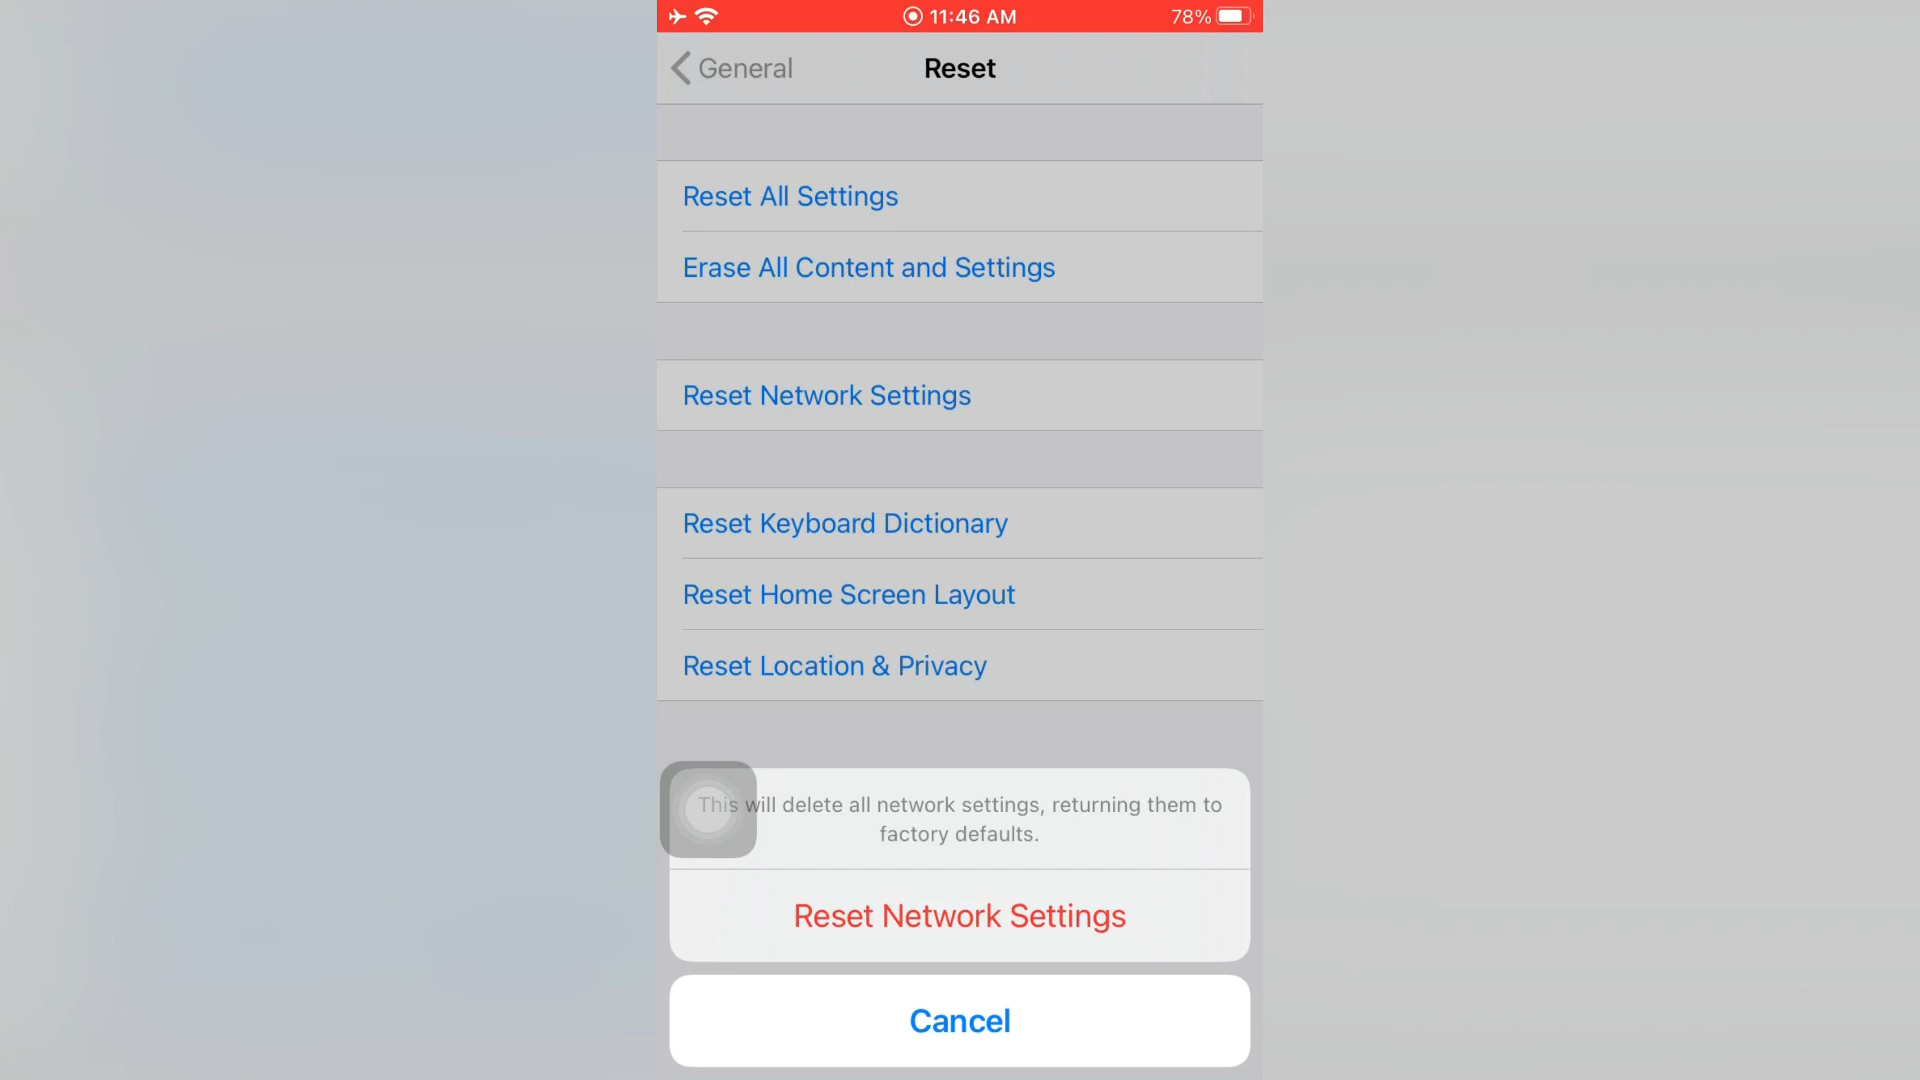 11:46 AM
78%
General
Reset
Reset All Settings
Erase All Content and Settings
Reset Network Settings
Reset Keyboard Dictionary
Reset Home Screen Layout
Reset Location & Privacy
This will delete all network settings, returning them to
factory defaults.
Reset Network Settings
Cancel